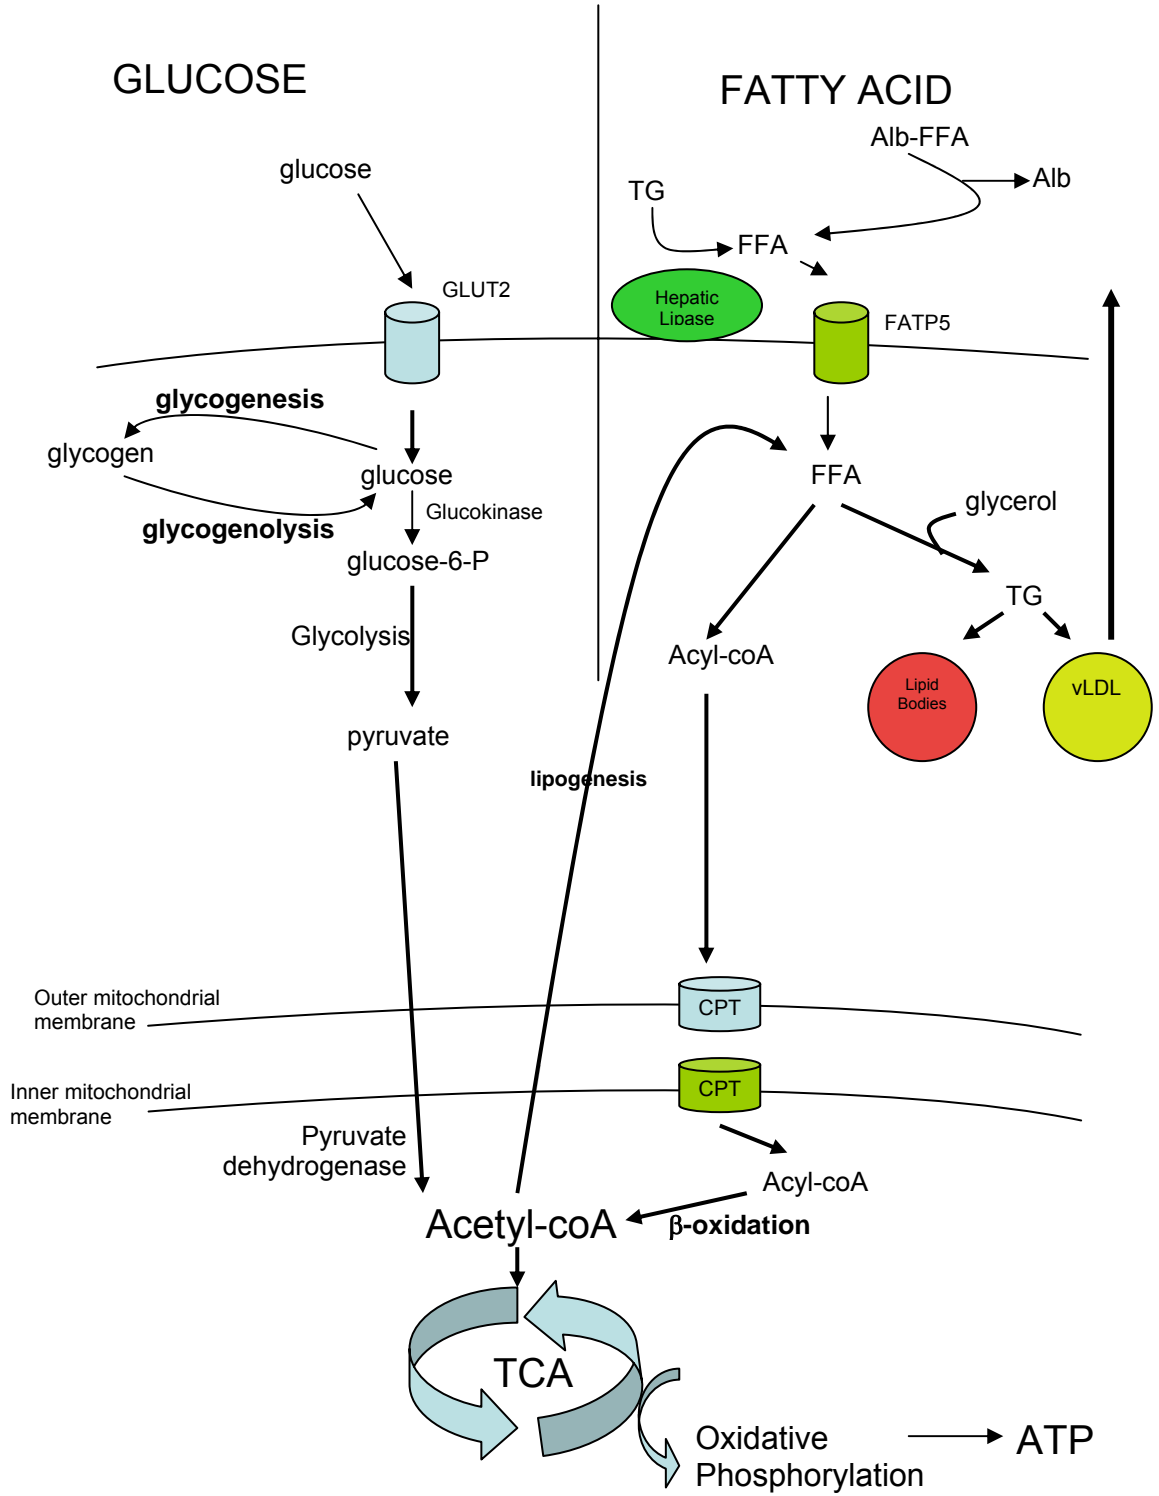 GLUCOSE
FATTY ACID
Alb-FFA
glucose
Alb
TG
FFA
GLUT2
Hepatic
Lipase
FATP5
glycogenesis
glycogen
glucose
FFA
Glucokinase
glycerol
glycogenolysis
glucose-6-P
TG
Glycolysis
Acyl-coA
Lipid
Bodies
vLDL
pyruvate
lipogenesis
Outer mitochondrial
membrane
CPT
Inner mitochondrial
membrane
CPT
Pyruvate
dehydrogenase
Acyl-coA
Acetyl-coA
β-oxidation
TCA
Oxidative
Phosphorylation
ATP